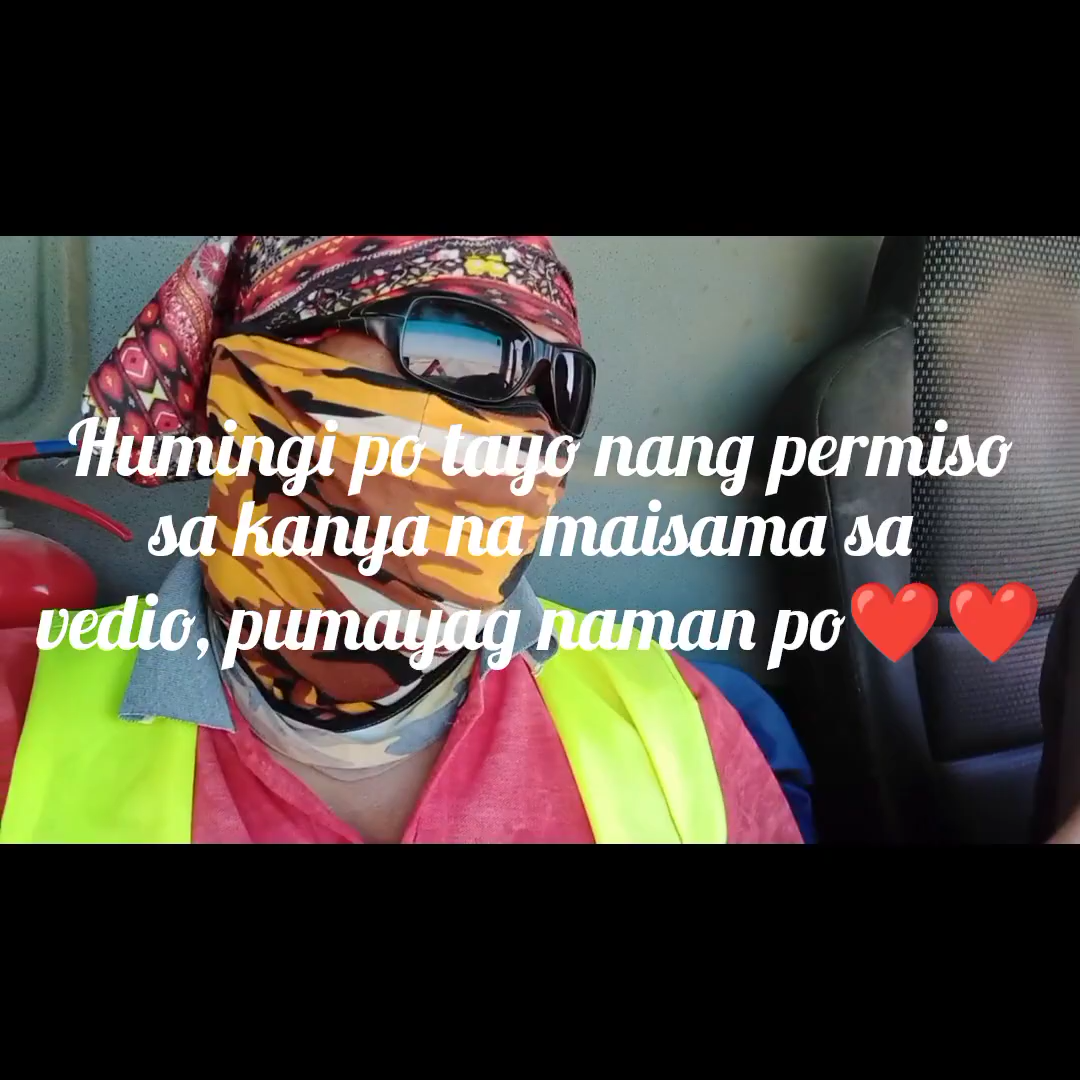 Humingi po tayo nang permiso
sa kanya na maisama sa
vedio, pumayag naman po❤️❤️